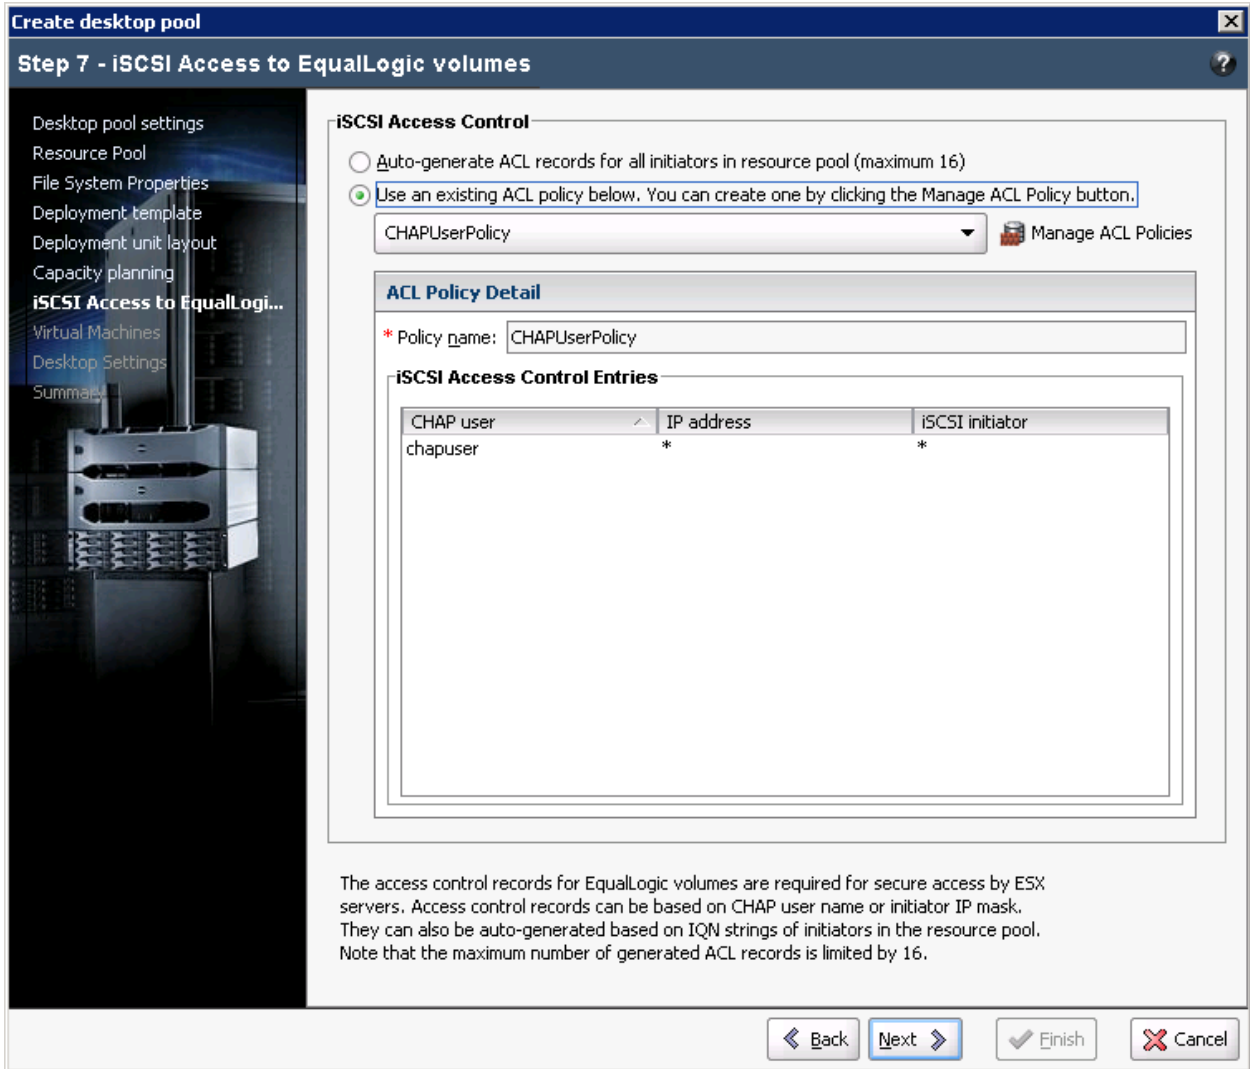 Create desktop pool
Step 7 - iSCSI Access to EqualLogic volumes
?
Desktop pool settings
Resource Pool
File System Properties
Deployment template
Deployment unit layout
Capacity planning
iSCSI Access to EqualLogi...
Virtual Machines
Desktop Settings
Summary
iSCSI Access Control
Auto-generate ACL records for all initiators in resource pool (maximum 16)
Use an existing ACL policy below. You can create one by clicking the Manage ACL Policy button.
CHAPUserPolicy
Manage ACL Policies
ACL Policy Detail
* Policy name: CHAPUserPolicy
iSCSI Access Control Entries
CHAP user IP address iSCSI initiator
chapuser * *
The access control records for EqualLogic volumes are required for secure access by ESX
servers. Access control records can be based on CHAP user name or initiator IP mask.
They can also be auto-generated based on IQN strings of initiators in the resource pool.
Note that the maximum number of generated ACL records is limited by 16.
Back Next Finish Cancel